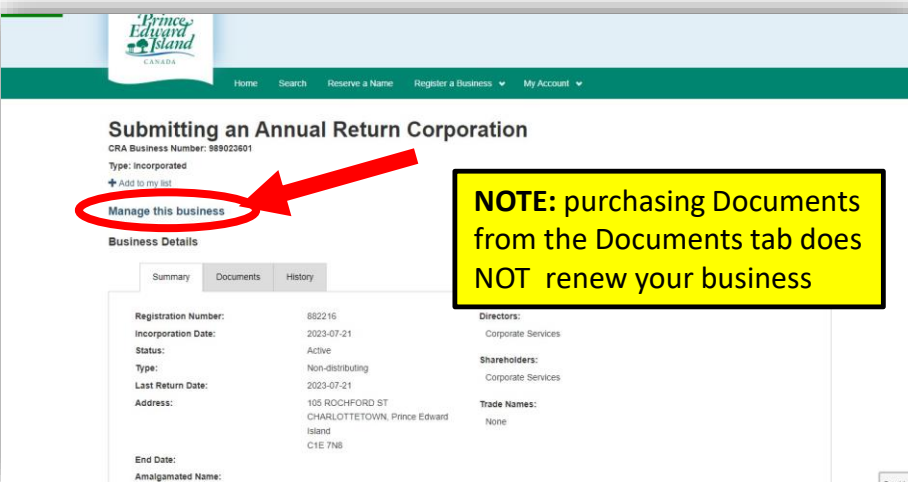 Prince
Edward
Island
CANADA
Home Search Reserve a Name Register a Business My Account
Submitting an Annual Return Corporation
CRA Business Number: 989023601
Type: Incorporated
+ Add to my list
Manage this business
NOTE: purchasing Documents
from the Documents tab does
NOT renew your business
Business Details
Summary Documents History
Registration Number: 882216
Incorporation Date: 2023-07-21
Status: Active
Type: Non-distributing
Last Return Date: 2023-07-21
Address: 105 ROCHFORD ST
CHARLOTTETOWN, Prince Edward
Island
C1E 7N8
End Date:
Amalgamated Name:
Directors:
Corporate Services
Shareholders:
Corporate Services
Trade Names:
None